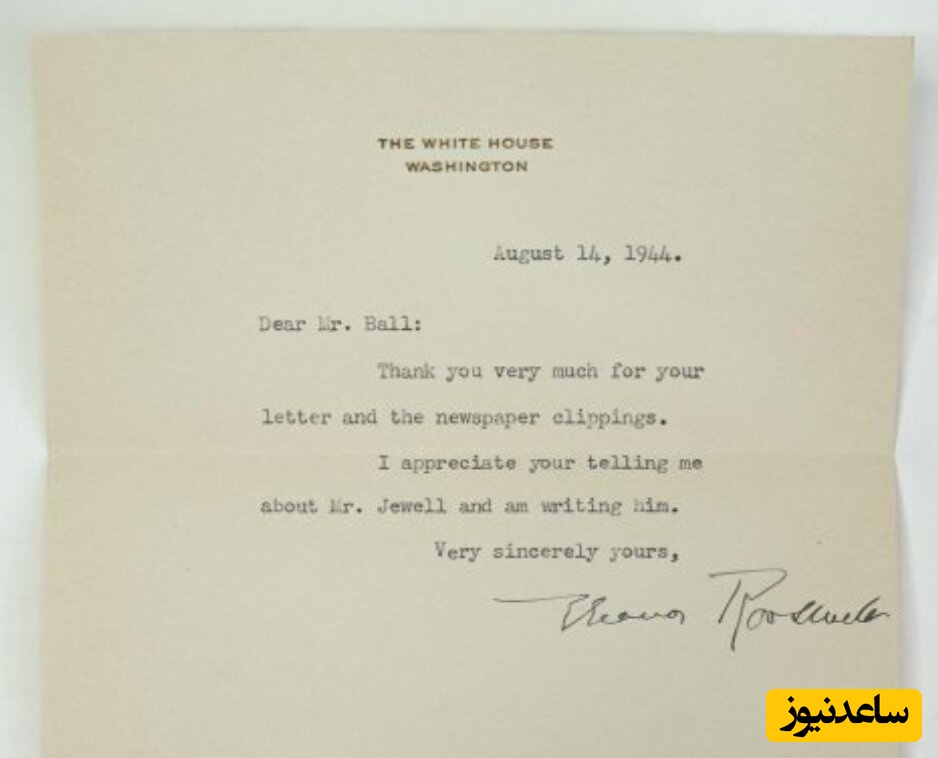 THE WHITE HOUSE
WASHINGTON
August 14, 1944.
Dear Mr. Ball:
Thank you very much for your
letter and the newspaper clippings.
I appreciate your telling me
about Mr. Jewell and am writing him.
Very sincerely yours,
Eleanor Roosevelt
ساعدنیوز